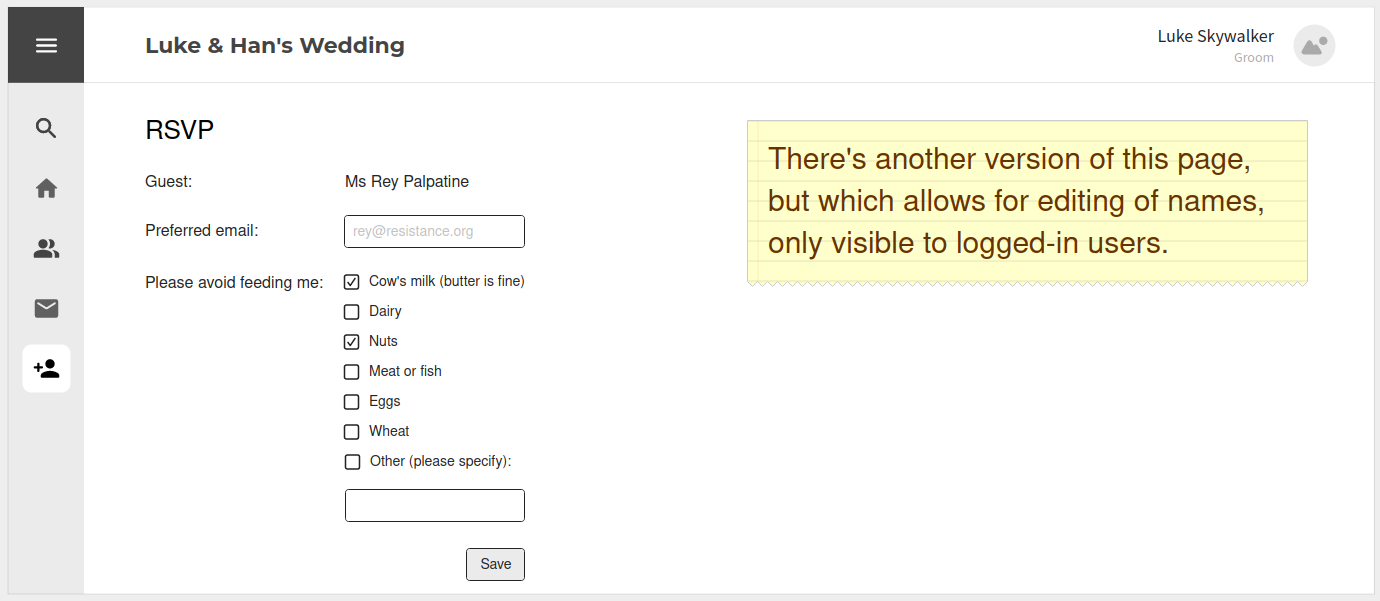 Luke & Han's Wedding
Luke Skywalker
Groom
RSVP
Guest: Ms Rey Palpatine
Preferred email: rey@resistance.org
Please avoid feeding me: Cow's milk (butter is fine)
Dairy
Nuts
Meat or fish
Eggs
Wheat
Other (please specify):
Save
There's another version of this page,
but which allows for editing of names,
only visible to logged-in users.